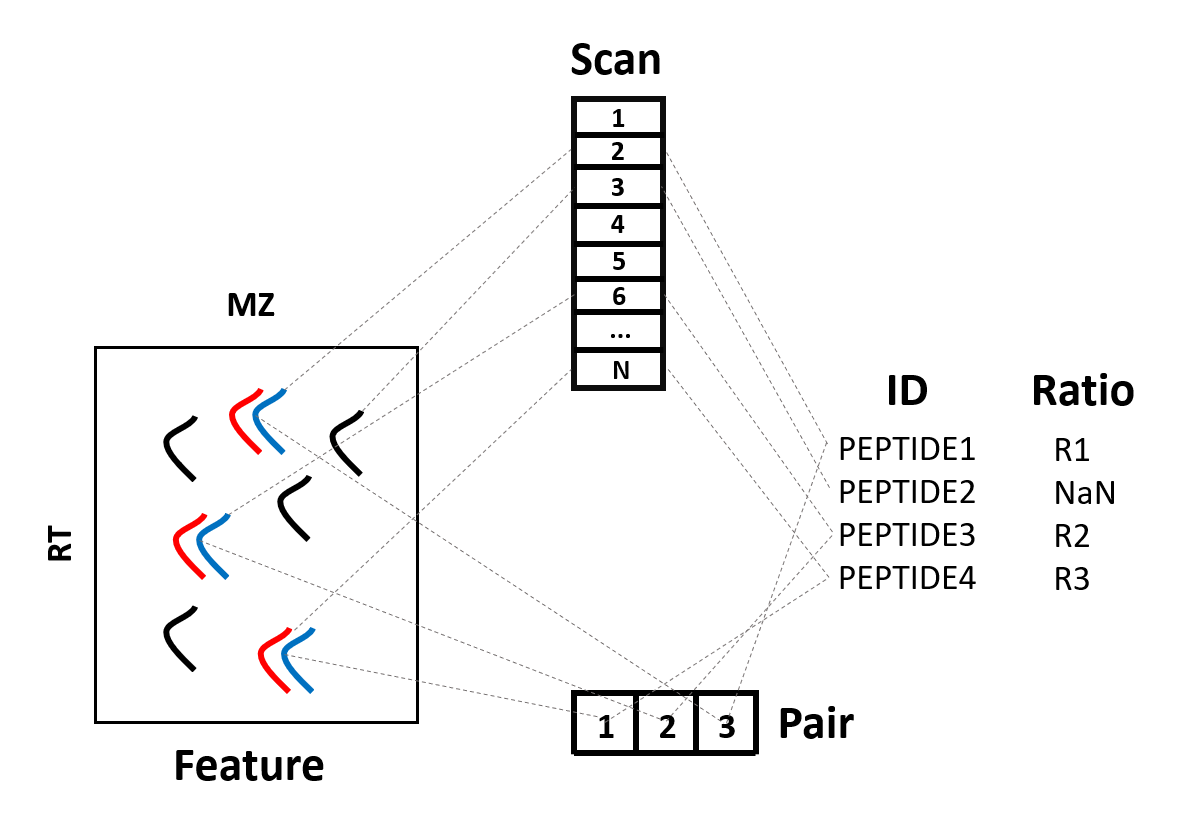 Scan
1
2
3
4
5
6
...
N
MZ
RT
Feature
ID Ratio
PEPTIDE1 R1
PEPTIDE2 NaN
PEPTIDE3 R2
PEPTIDE4 R3
1 2 3 Pair